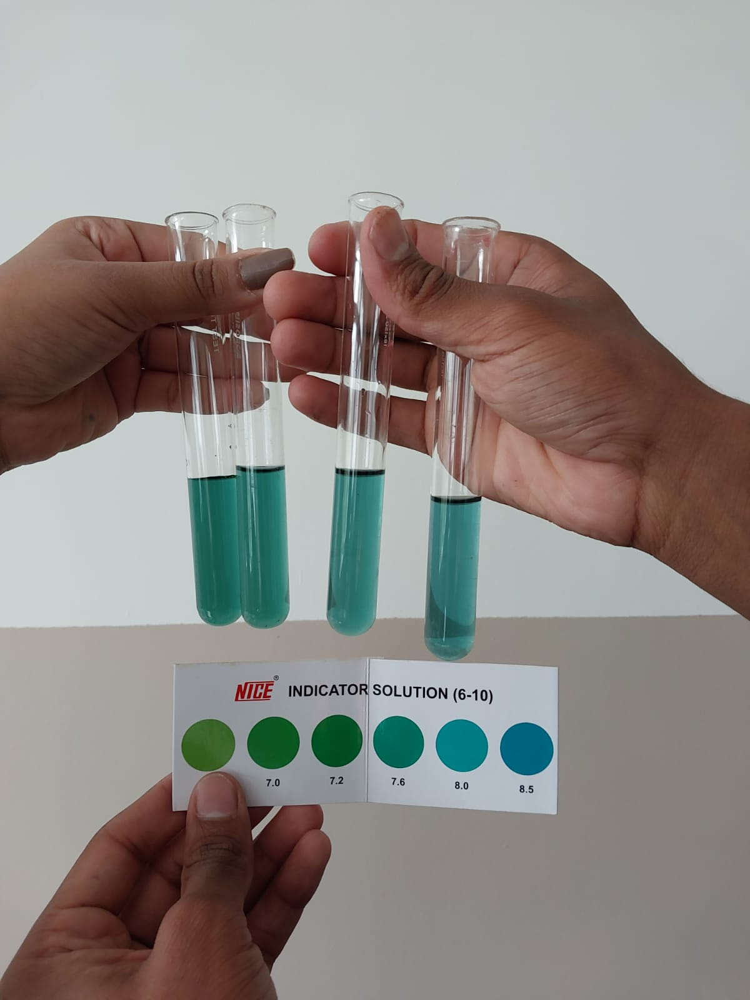 NICE® INDICATOR SOLUTION (6-10)
7.0 7.2 7.6 8.0 8.5